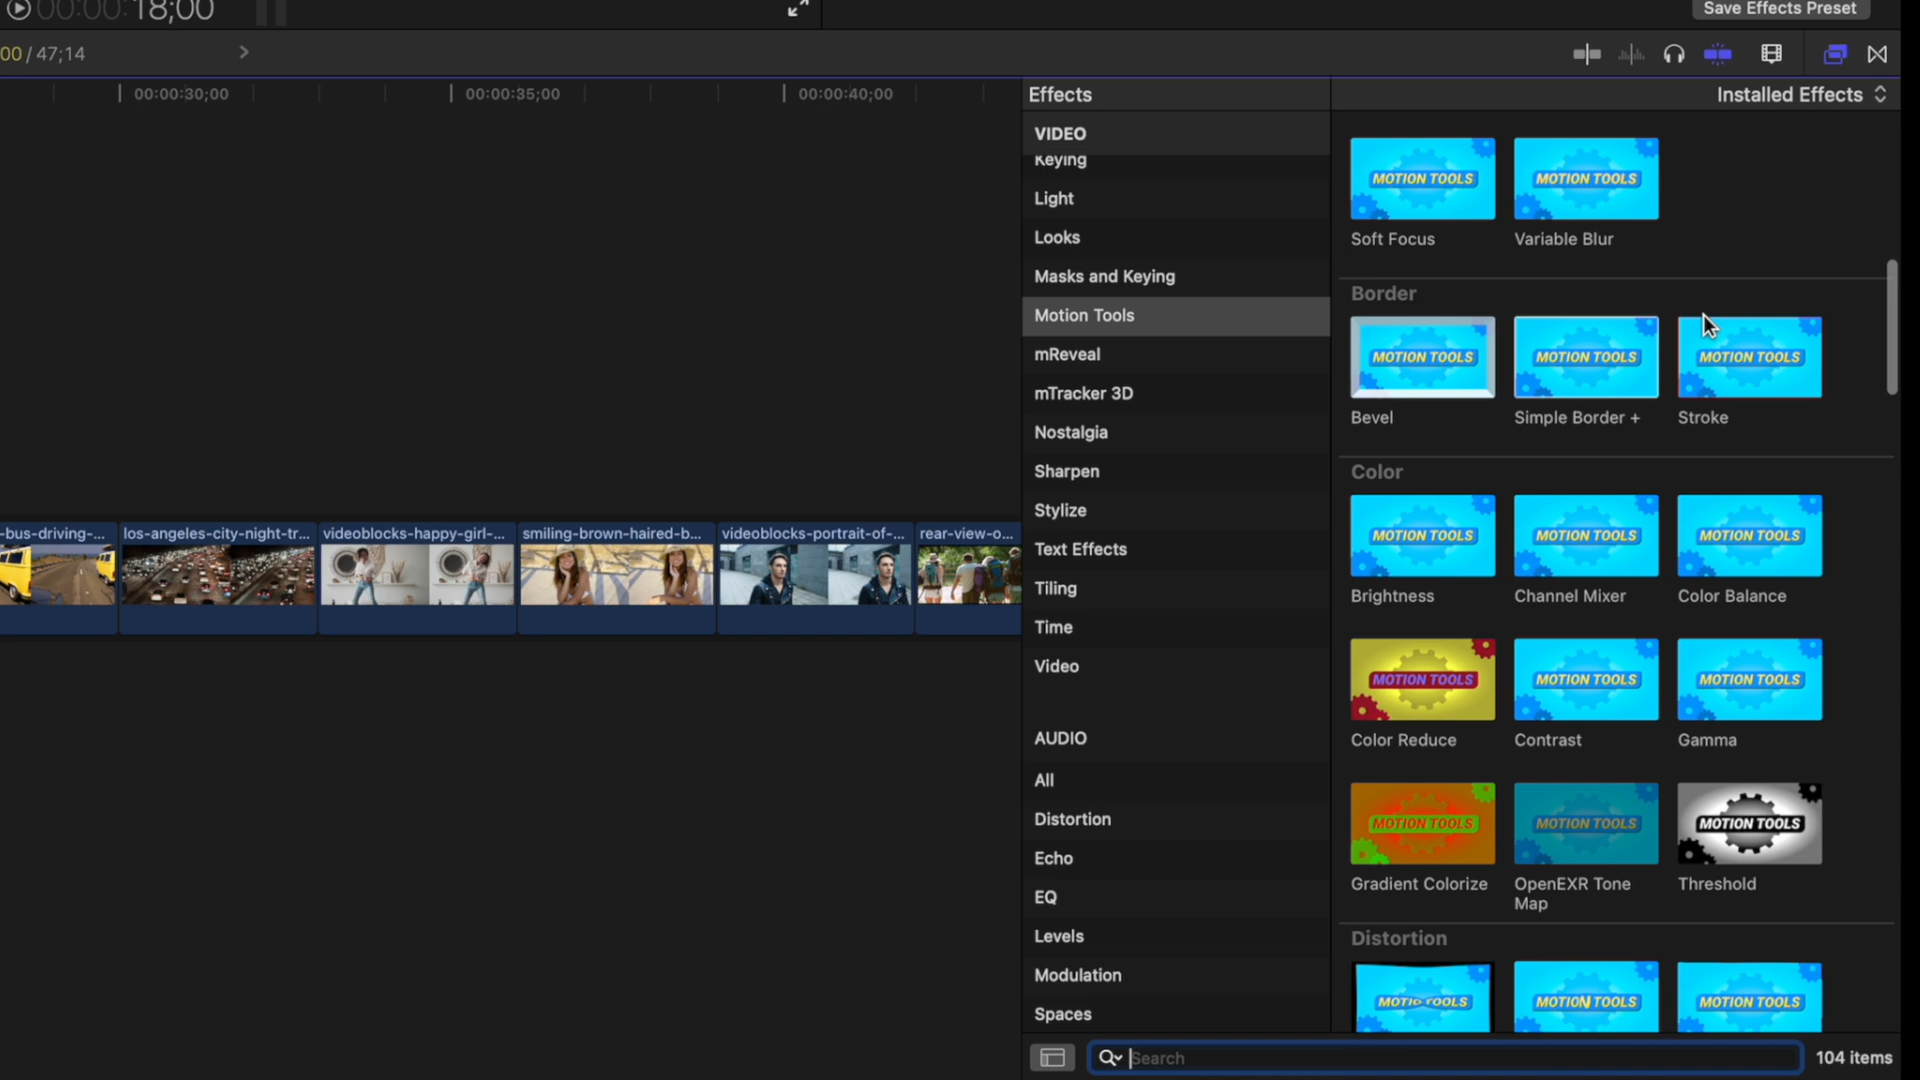 00:00:18;00
Save Effects Preset
00 / 47;14
00:00:30;00
00:00:35;00
00:00:40;00
Effects
Installed Effects
VIDEO
Keying
Light
Looks
Masks and Keying
Motion Tools
mReveal
mTracker 3D
Nostalgia
Sharpen
Stylize
Text Effects
Tiling
Time
Video
AUDIO
All
Distortion
Echo
EQ
Levels
Modulation
Spaces
MOTION TOOLS
MOTION TOOLS
Soft Focus
Variable Blur
Border
MOTION TOOLS
MOTION TOOLS
MOTION TOOLS
Bevel
Simple Border +
Stroke
Color
MOTION TOOLS
MOTION TOOLS
MOTION TOOLS
Brightness
Channel Mixer
Color Balance
MOTION TOOLS
MOTION TOOLS
MOTION TOOLS
Color Reduce
Contrast
Gamma
MOTION TOOLS
MOTION TOOLS
MOTION TOOLS
Gradient Colorize
OpenEXR Tone
Map
Threshold
Distortion
MOTION TOOLS
MOTION TOOLS
MOTION TOOLS
-bus-driving-...
los-angeles-city-night-tr...
videoblocks-happy-girl-...
smiling-brown-haired-b...
videoblocks-portrait-of-...
rear-view-o...
Search
104 items